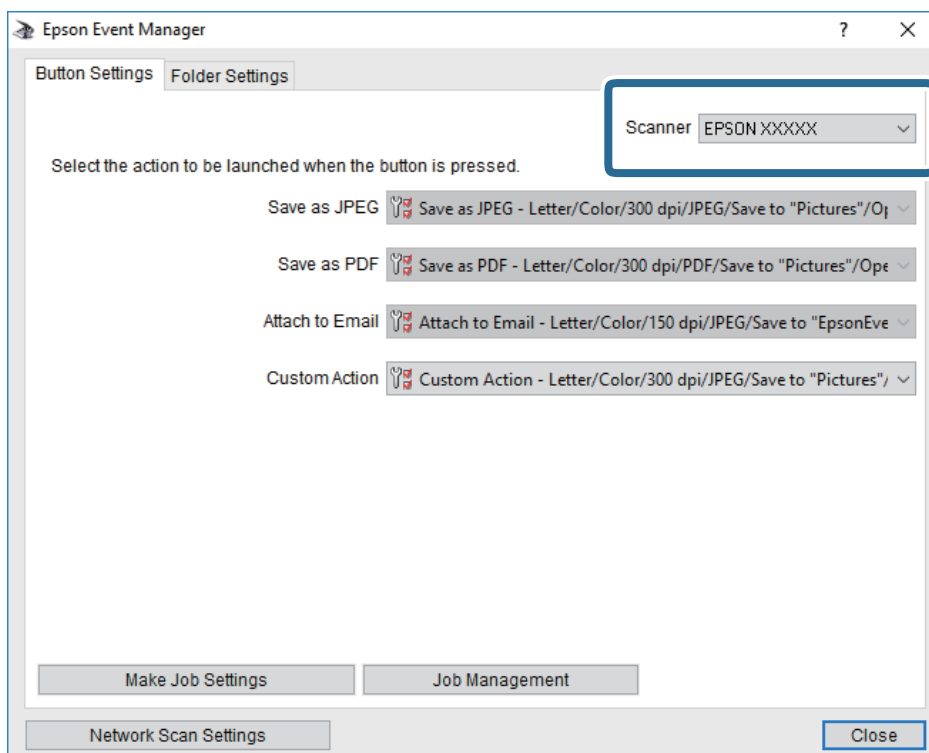 Epson Event Manager
Button Settings Folder Settings
Scanner EPSON XXXXX
Select the action to be launched when the button is pressed.
Save as JPEG Save as JPEG - Letter/Color/300 dpi/JPEG/Save to "Pictures"/
Save as PDF Save as PDF - Letter/Color/300 dpi/PDF/Save to "Pictures"/Ope
Attach to Email Attach to Email - Letter/Color/150 dpi/JPEG/Save to "EpsonEve
Custom Action Custom Action - Letter/Color/300 dpi/JPEG/Save to "Pictures"/
Make Job Settings Job Management
Network Scan Settings Close